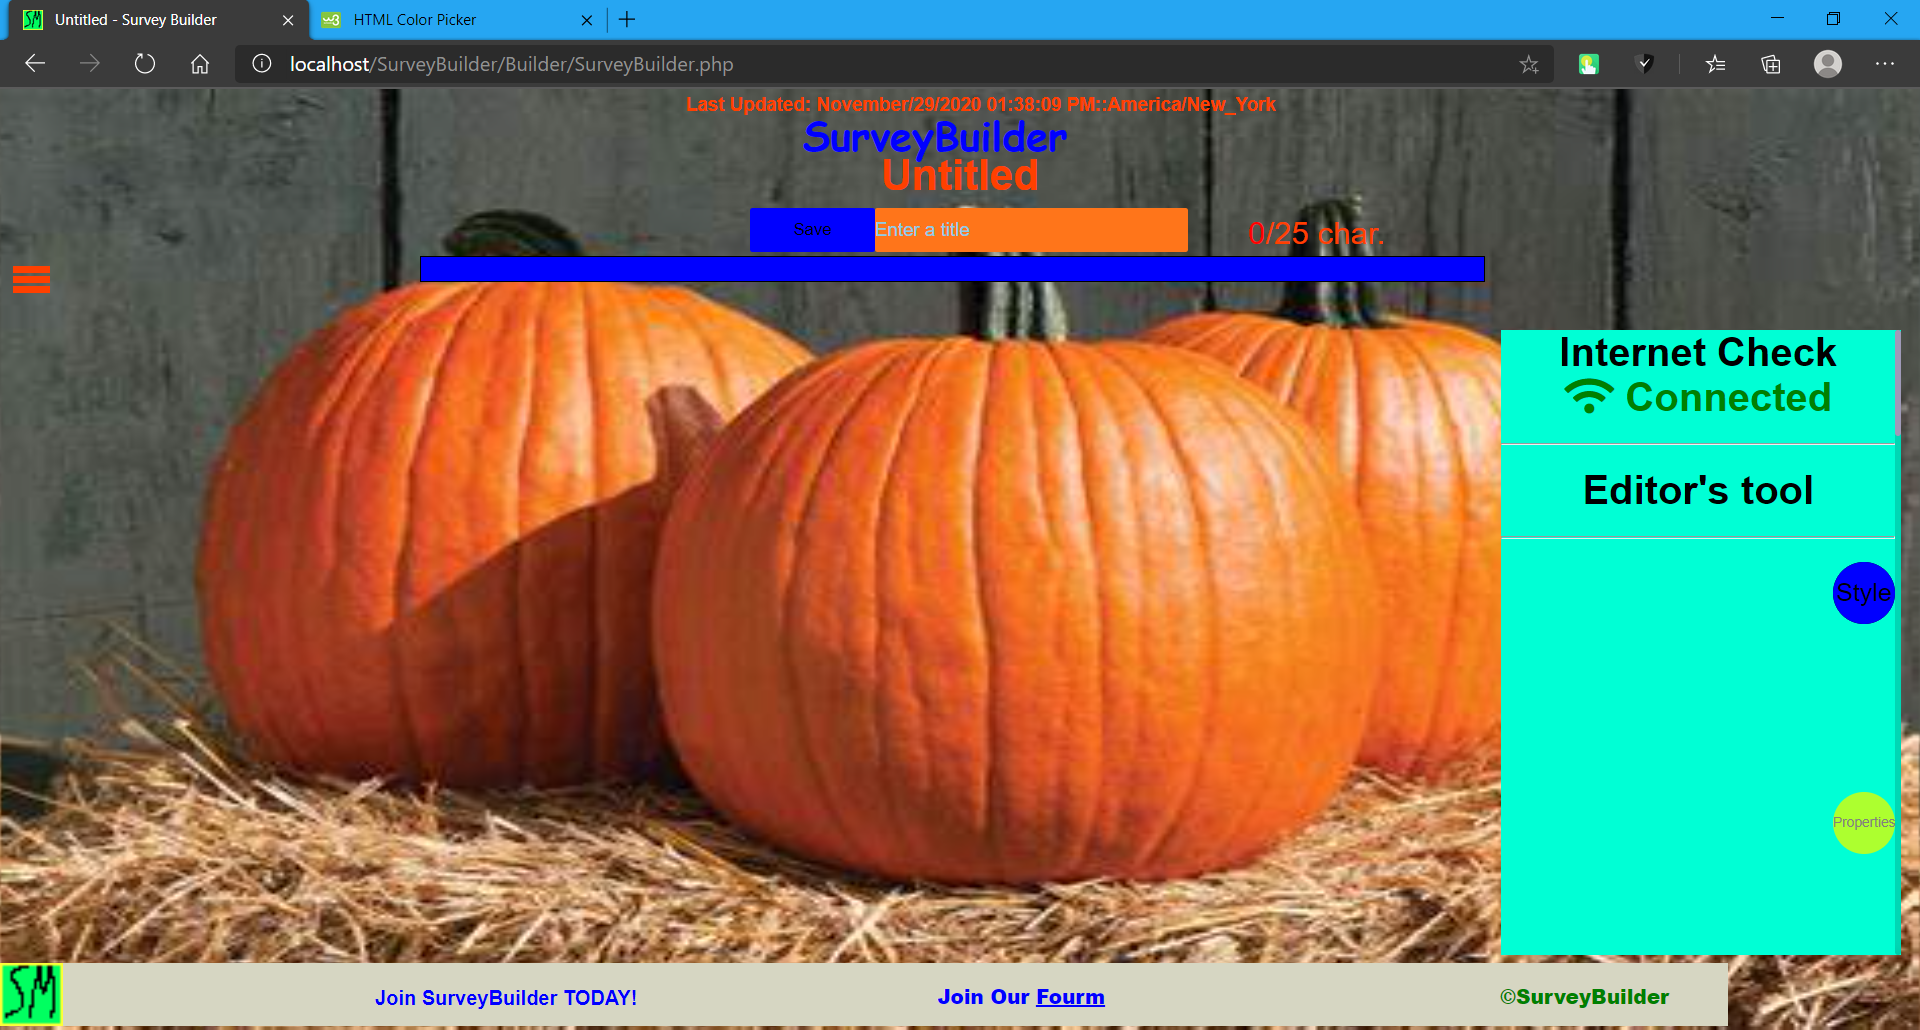 Untitled - Survey Builder
HTML Color Picker
localhost/SurveyBuilder/Builder/SurveyBuilder.php
Last Updated: November/29/2020 01:38:09 PM::America/New_York
SurveyBuilder
Untitled
Save Enter a title 0/25 char.
Internet Check
Connected
Editor's tool
Style
Properties
SM Join SurveyBuilder TODAY! Join Our Fourm ©SurveyBuilder